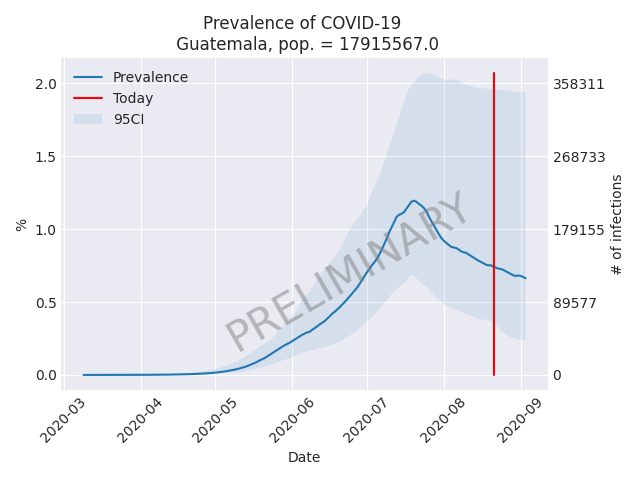 Prevalence of COVID-19
Guatemala, pop. = 17915567.0
Prevalence
Today
95CI
PRELIMINARY
%
2.0
1.5
1.0
0.5
0.0
358311
268733
179155
89577
0
# of infections
2020-03
2020-04
2020-05
2020-06
2020-07
2020-08
2020-09
Date